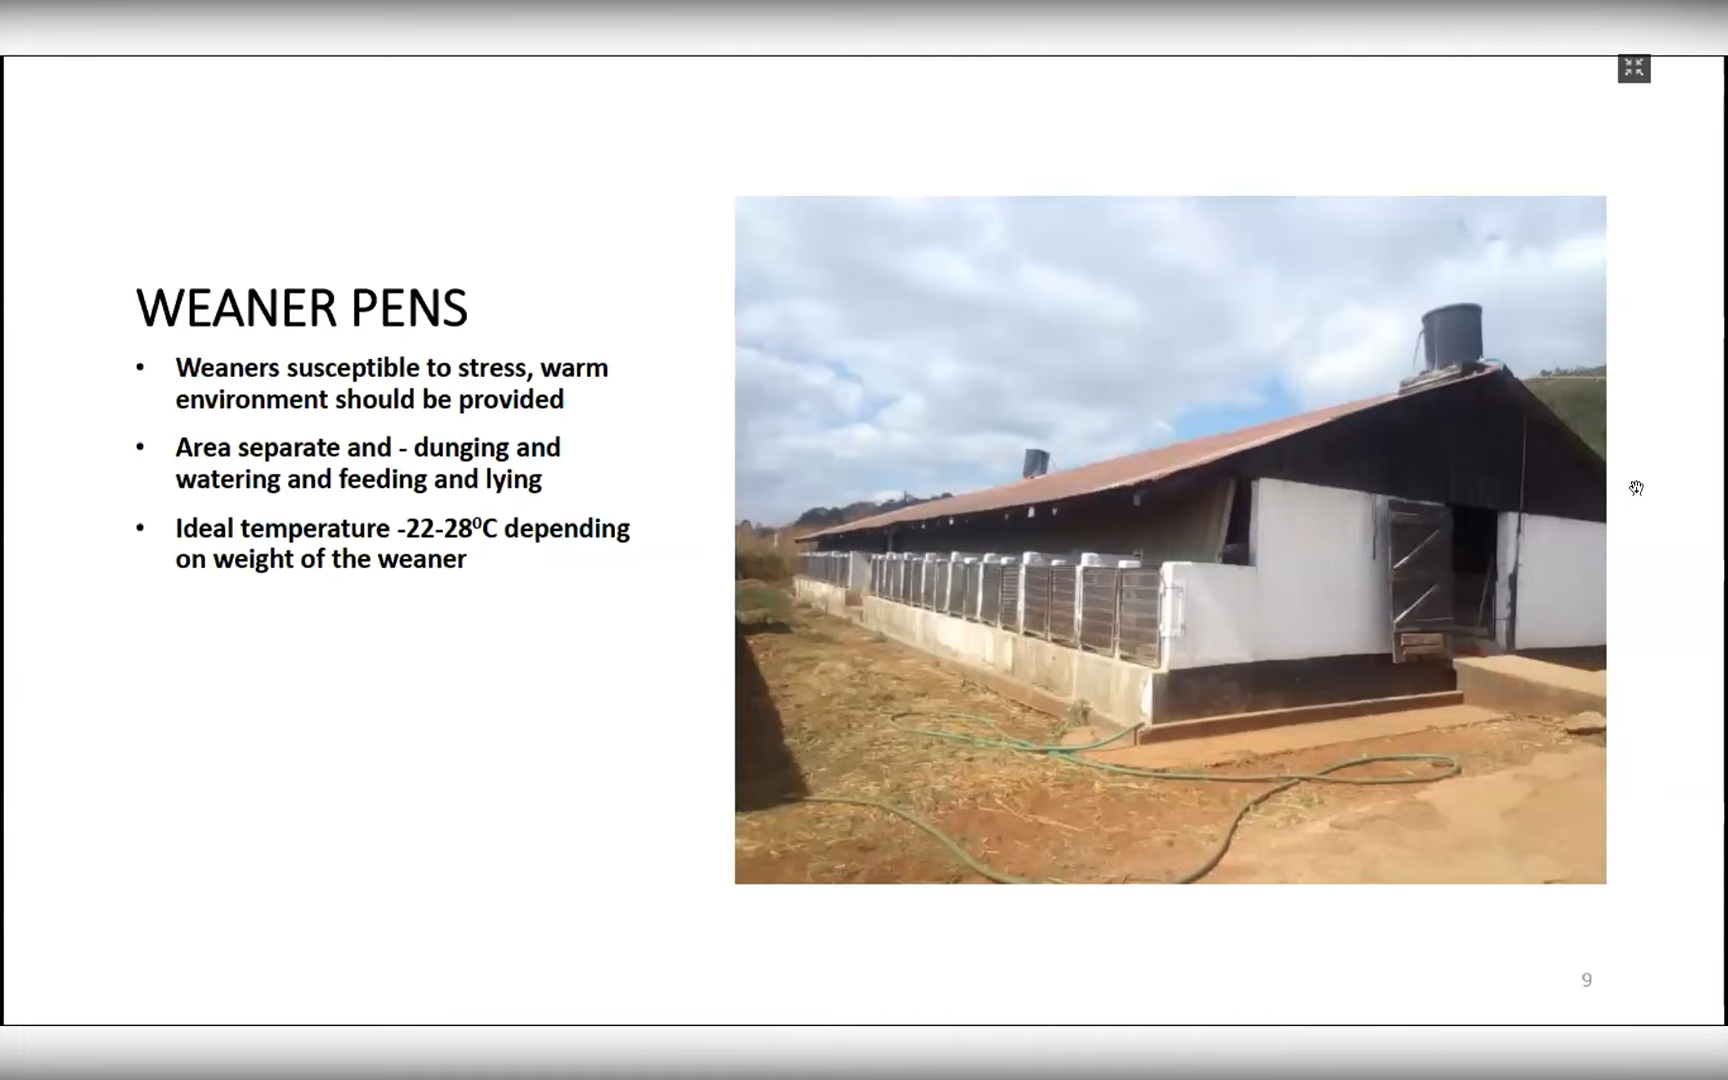 WEANER PENS
• Weaners susceptible to stress, warm
environment should be provided
• Area separate and - dunging and
watering and feeding and lying
• Ideal temperature -22-28⁰C depending
on weight of the weaner
9